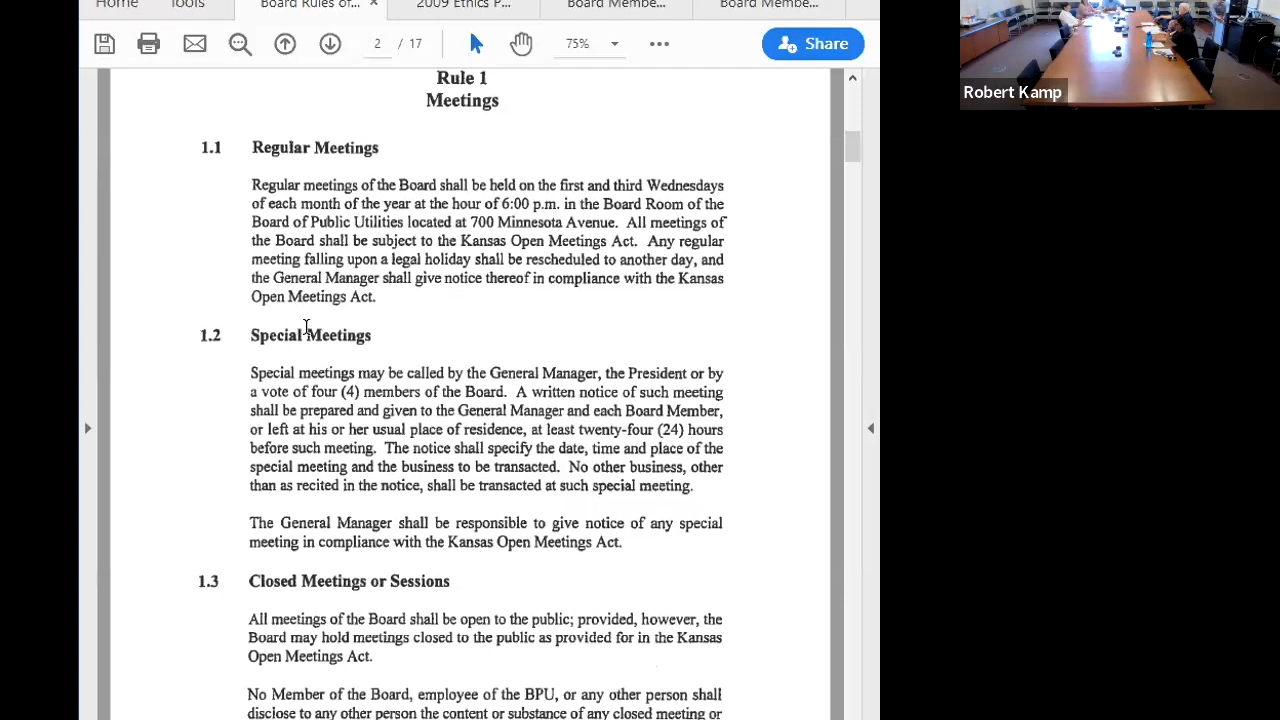 Home Tools Board Rules of... × 2009 Ethics P... Board Membe... Board Membe...
2 / 17 75% Share
Robert Kamp
Rule 1
Meetings
1.1 Regular Meetings
Regular meetings of the Board shall be held on the first and third Wednesdays
of each month of the year at the hour of 6:00 p.m. in the Board Room of the
Board of Public Utilities located at 700 Minnesota Avenue. All meetings of
the Board shall be subject to the Kansas Open Meetings Act. Any regular
meeting falling upon a legal holiday shall be rescheduled to another day, and
the General Manager shall give notice thereof in compliance with the Kansas
Open Meetings Act.
1.2 Special Meetings
Special meetings may be called by the General Manager, the President or by
a vote of four (4) members of the Board. A written notice of such meeting
shall be prepared and given to the General Manager and each Board Member,
or left at his or her usual place of residence, at least twenty-four (24) hours
before such meeting. The notice shall specify the date, time and place of the
special meeting and the business to be transacted. No other business, other
than as recited in the notice, shall be transacted at such special meeting.
The General Manager shall be responsible to give notice of any special
meeting in compliance with the Kansas Open Meetings Act.
1.3 Closed Meetings or Sessions
All meetings of the Board shall be open to the public; provided, however, the
Board may hold meetings closed to the public as provided for in the Kansas
Open Meetings Act.
No Member of the Board, employee of the BPU, or any other person shall
disclose to any other person the content or substance of any closed meeting or